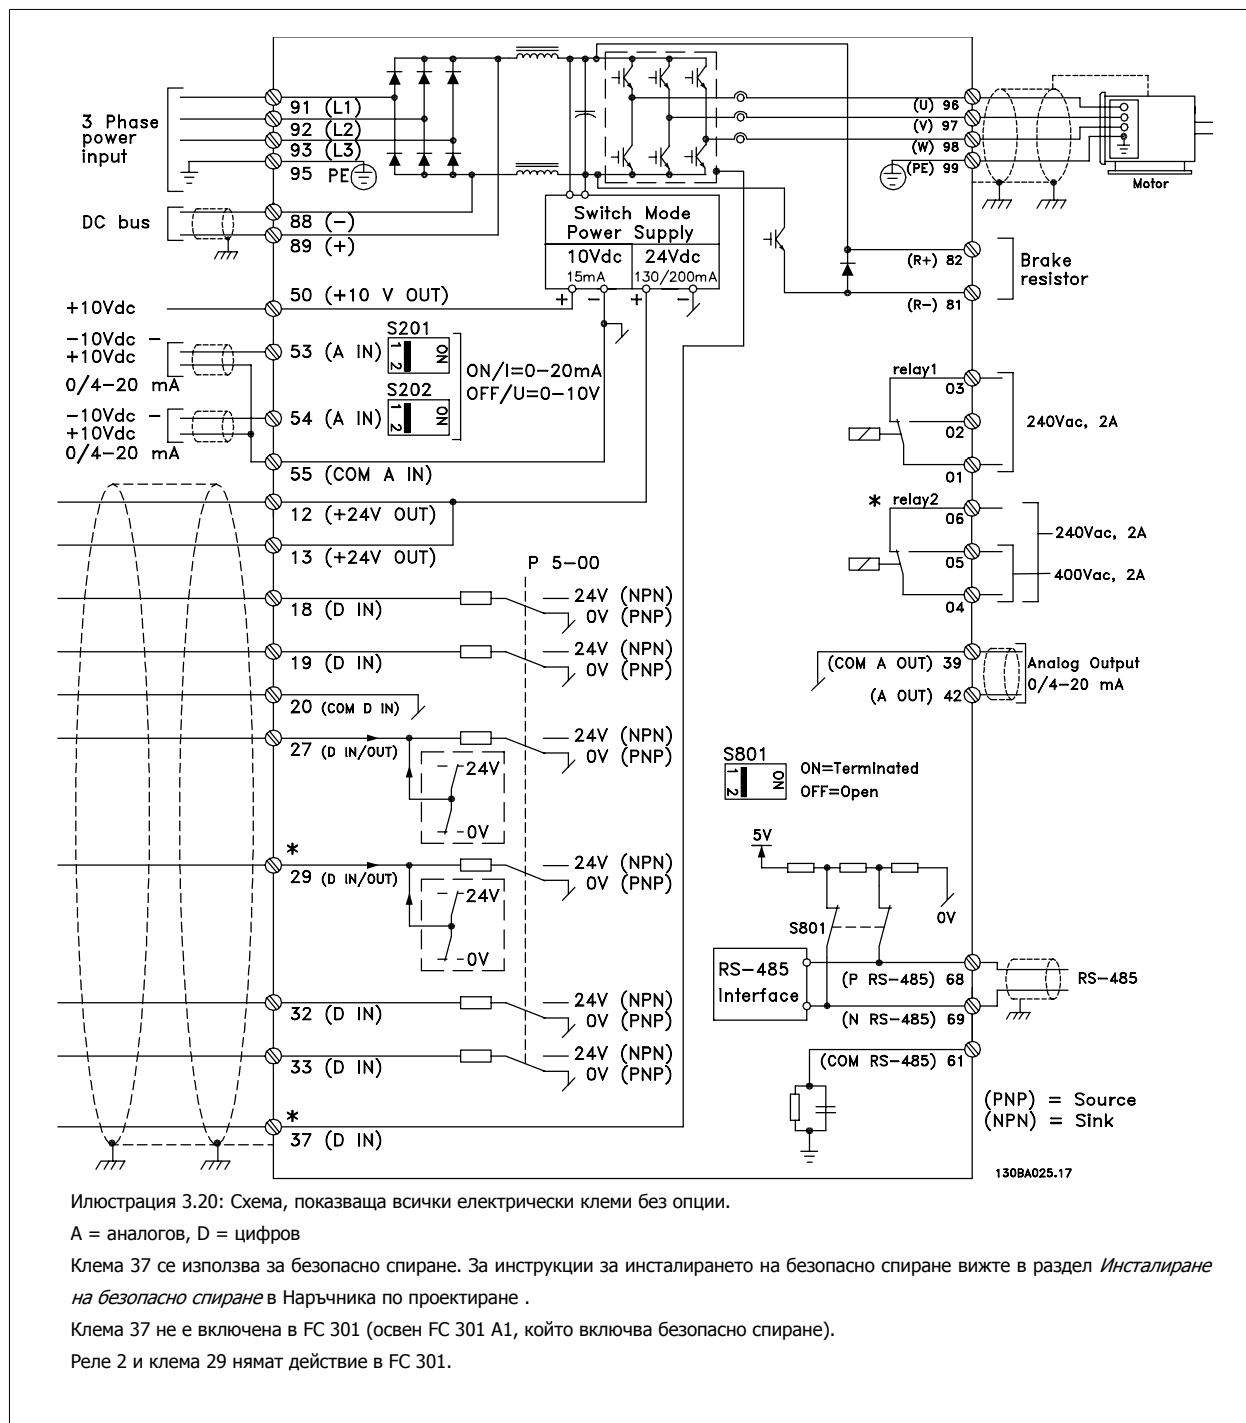 3 Phase
power
input
91 (L1)
92 (L2)
93 (L3)
95 PE
DC bus
88 (-)
89 (+)
Switch Mode
Power Supply
10Vdc
15mA
24Vdc
130/200mA
+ - + -
(U) 96
(V) 97
(W) 98
(PE) 99
Motor
(R+) 82
(R-) 81
Brake
resistor
+10Vdc
50 (+10 V OUT)
-10Vdc -
+10Vdc
0/4-20 mA
53 (A IN)
S201
1 2
ON
-10Vdc -
+10Vdc
0/4-20 mA
54 (A IN)
S202
1 2
ON
ON/I=0-20mA
OFF/U=0-10V
55 (COM A IN)
12 (+24V OUT)
13 (+24V OUT)
P 5-00
18 (D IN)
24V (NPN)
0V (PNP)
19 (D IN)
24V (NPN)
0V (PNP)
20 (COM D IN)
27 (D IN/OUT)
24V (NPN)
0V (PNP)
24V
0V
*
29 (D IN/OUT)
24V (NPN)
0V (PNP)
24V
0V
32 (D IN)
24V (NPN)
0V (PNP)
33 (D IN)
24V (NPN)
0V (PNP)
*
37 (D IN)
relay1
03
02
01
240Vac, 2A
* relay2
06
05
04
240Vac, 2A
400Vac, 2A
(COM A OUT) 39
(A OUT) 42
Analog Output
0/4-20 mA
S801
1 2
ON
ON=Terminated
OFF=Open
5V
0V
S801
RS-485
Interface
(P RS-485) 68
(N RS-485) 69
RS-485
(COM RS-485) 61
(PNP) = Source
(NPN) = Sink
130BA025.17
Илюстрация 3.20: Схема, показваща всички електрически клеми без опции.
A = аналогов, D = цифров
Клема 37 се използва за безопасно спиране. За инструкции за инсталирането на безопасно спиране вижте в раздел Инсталиране
на безопасно спиране в Наръчника по проектиране .
Клема 37 не е включена в FC 301 (освен FC 301 A1, който включва безопасно спиране).
Реле 2 и клема 29 нямат действие в FC 301.